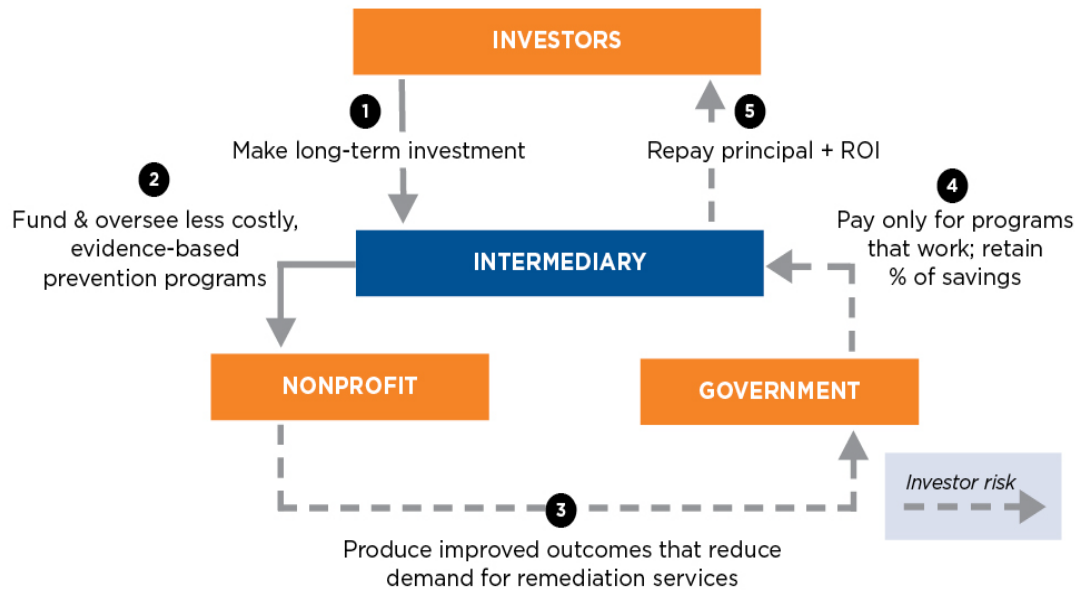 INVESTORS
1
Make long-term investment
5
Repay principal + ROI
2
Fund & oversee less costly,
evidence-based
prevention programs
4
Pay only for programs
that work; retain
% of savings
INTERMEDIARY
NONPROFIT
GOVERNMENT
Investor risk
3
Produce improved outcomes that reduce
demand for remediation services